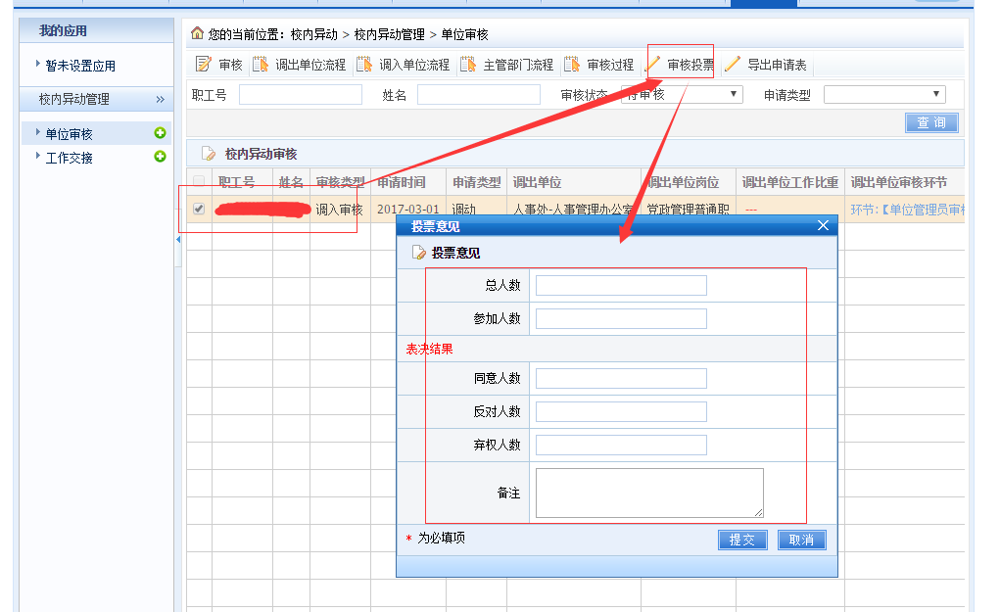 我的应用
暂未设置应用
校内异动管理 »
单位审核
工作交接
您的当前位置：校内异动 > 校内异动管理 > 单位审核
审核 调出单位流程 调入单位流程 主管部门流程 审核过程 审核投票 导出申请表
职工号 姓名 审核状态 待审核 申请类型
查 询
校内异动审核
职工号 姓名 审核类型 申请时间 申请类型 调出单位 调出单位岗位 调出单位工作比重 调出单位审核环节
调入审核 2017-03-01 调动 人事处-人事管理办公室 党政管理普通职 --- 环节:【单位管理员审核
投票意见
投票意见
总人数
参加人数
表决结果
同意人数
反对人数
弃权人数
备注
* 为必填项
提交 取消